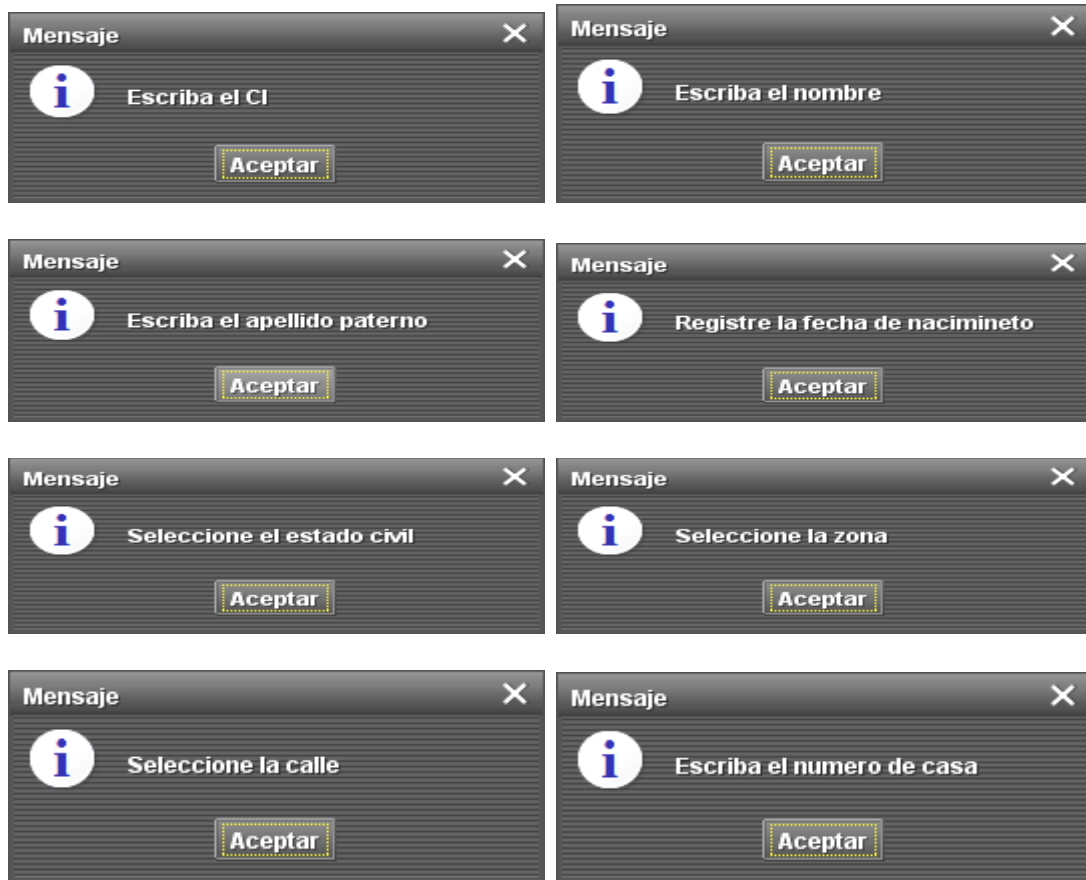 Mensaje
Escriba el CI
Aceptar
Mensaje
Escriba el nombre
Aceptar
Mensaje
Escriba el apellido paterno
Aceptar
Mensaje
Registre la fecha de nacimineto
Aceptar
Mensaje
Seleccione el estado civil
Aceptar
Mensaje
Seleccione la zona
Aceptar
Mensaje
Seleccione la calle
Aceptar
Mensaje
Escriba el numero de casa
Aceptar